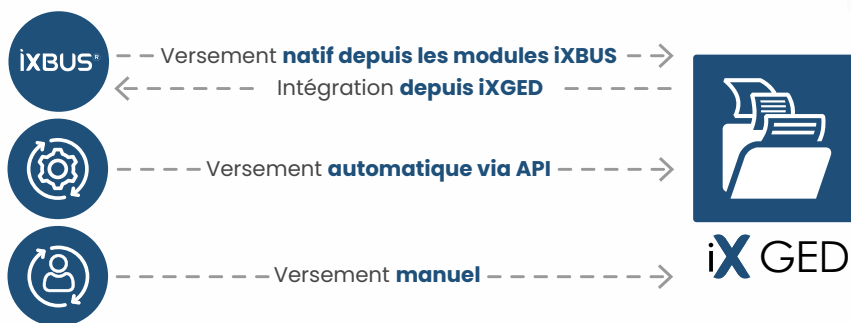 iXBUS®
Versement natif depuis les modules iXBUS
Intégration depuis iXGED
Versement automatique via API
Versement manuel
iX GED